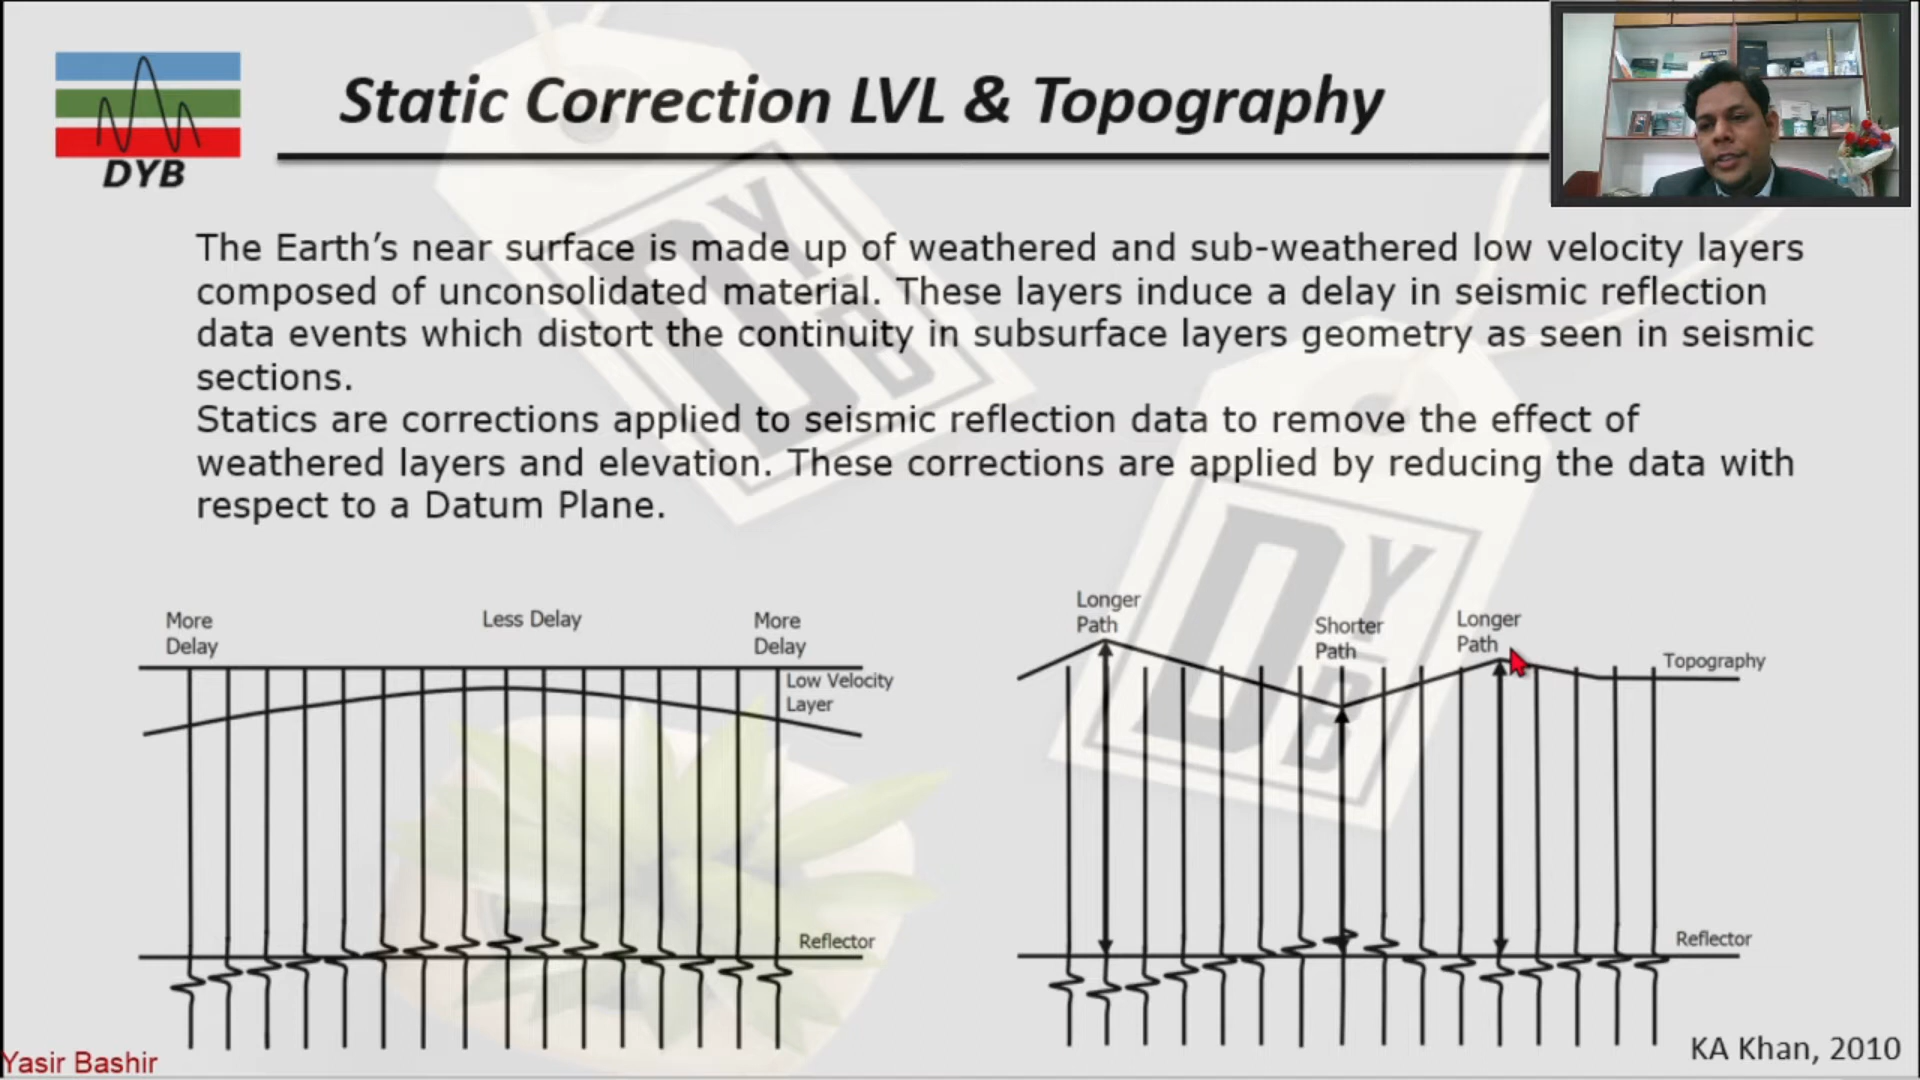 Static Correction LVL & Topography
DYB
The Earth’s near surface is made up of weathered and sub-weathered low velocity layers
composed of unconsolidated material. These layers induce a delay in seismic reflection
data events which distort the continuity in subsurface layers geometry as seen in seismic
sections.
Statics are corrections applied to seismic reflection data to remove the effect of
weathered layers and elevation. These corrections are applied by reducing the data with
respect to a Datum Plane.
More
Delay
Less Delay
More
Delay
Low Velocity
Layer
Reflector
Longer
Path
Shorter
Path
Longer
Path
Topography
Reflector
DYB
DYB
Yasir Bashir
KA Khan, 2010